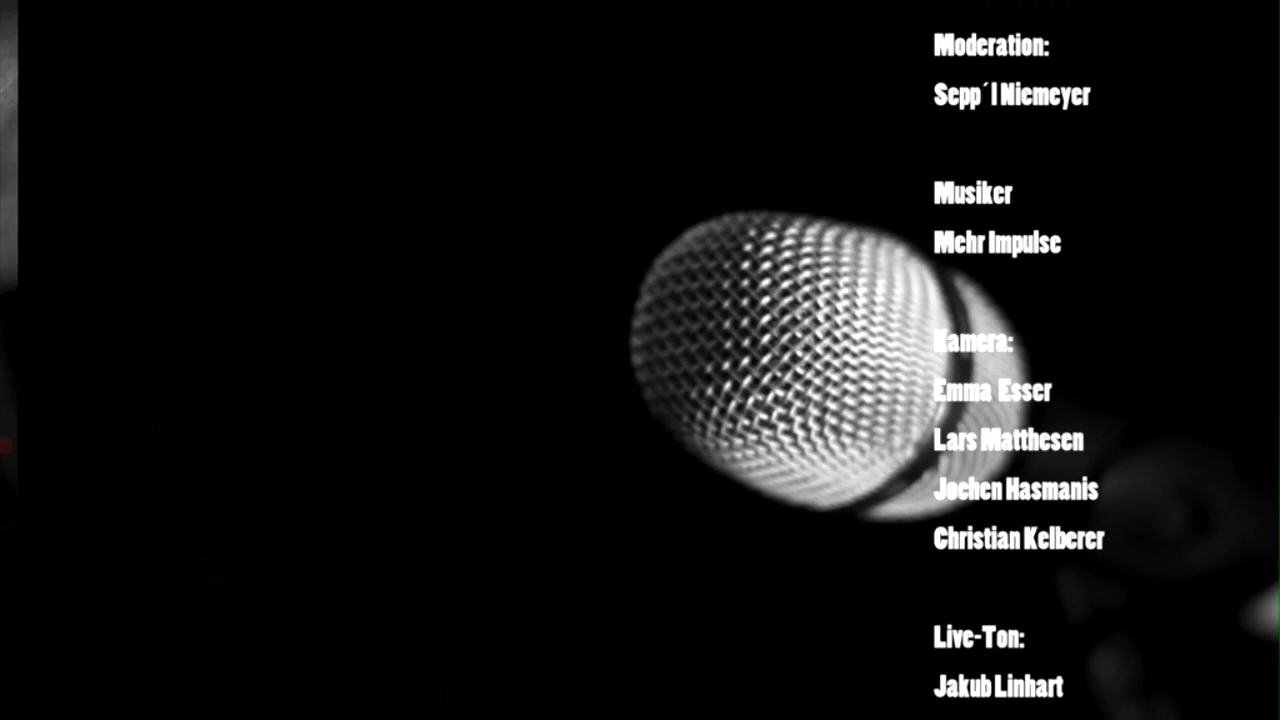 Moderation:
Sepp´l Niemeyer
Musiker
Mehr Impulse
Kamera:
Emma Esser
Lars Matthesen
Jochen Hasmanis
Christian Kelberer
Live-Ton:
Jakub Linhart